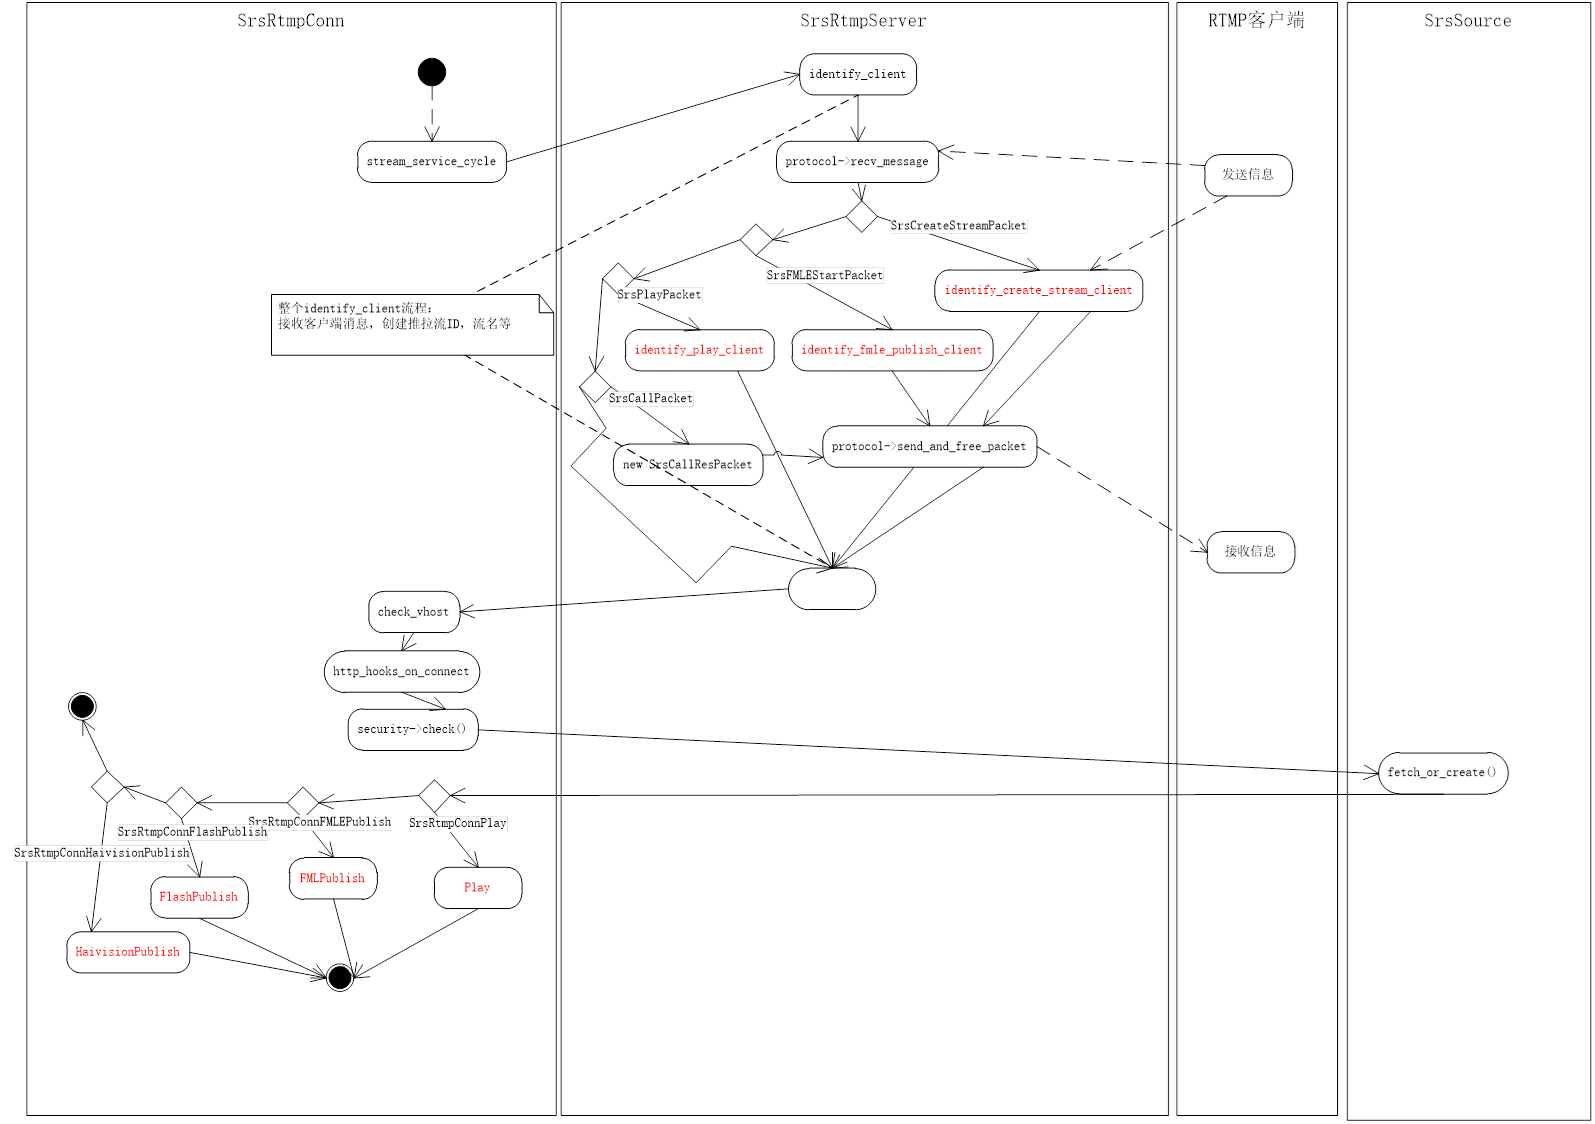 SrsRtmpConn
SrsRtmpServer
RTMP客户端
SrsSource
identify_client
stream_service_cycle
protocol->recv_message
发送信息
SrsCreateStreamPacket
SrsFMLEStartPacket
SrsPlayPacket
identify_create_stream_client
整个identify_client流程:
接收客户端消息, 创建推拉流ID, 流名等
identify_play_client
identify_fmle_publish_client
SrsCallPacket
protocol->send_and_free_packet
new SrsCallResPacket
接收信息
check_vhost
http_hooks_on_connect
security->check()
fetch_or_create()
SrsRtmpConnPlay
SrsRtmpConnFMLEPublish
SrsRtmpConnFlashPublish
SrsRtmpConnHaivisionPublish
FMLPublish
Play
FlashPublish
HaivisionPublish